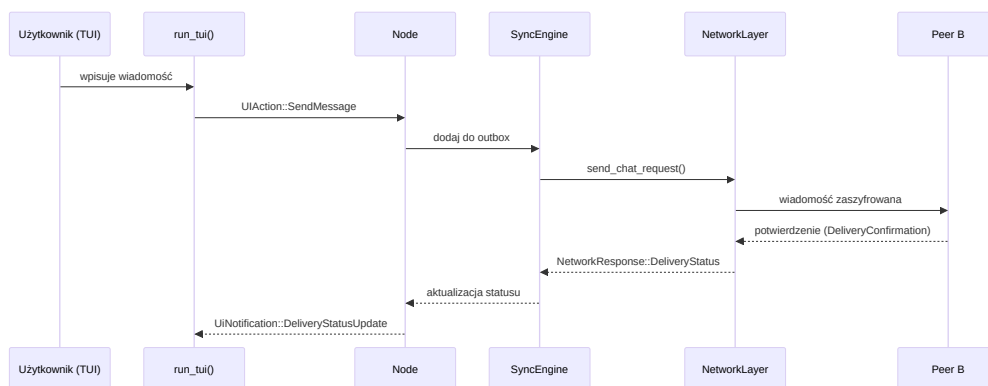 Użytkownik (TUI)
run_tui()
Node
SyncEngine
NetworkLayer
Peer B
wpisuje wiadomość
UIAction::SendMessage
dodaj do outbox
send_chat_request()
wiadomość zaszyfrowana
potwierdzenie (DeliveryConfirmation)
NetworkResponse::DeliveryStatus
aktualizacja statusu
UiNotification::DeliveryStatusUpdate
Użytkownik (TUI)
run_tui()
Node
SyncEngine
NetworkLayer
Peer B